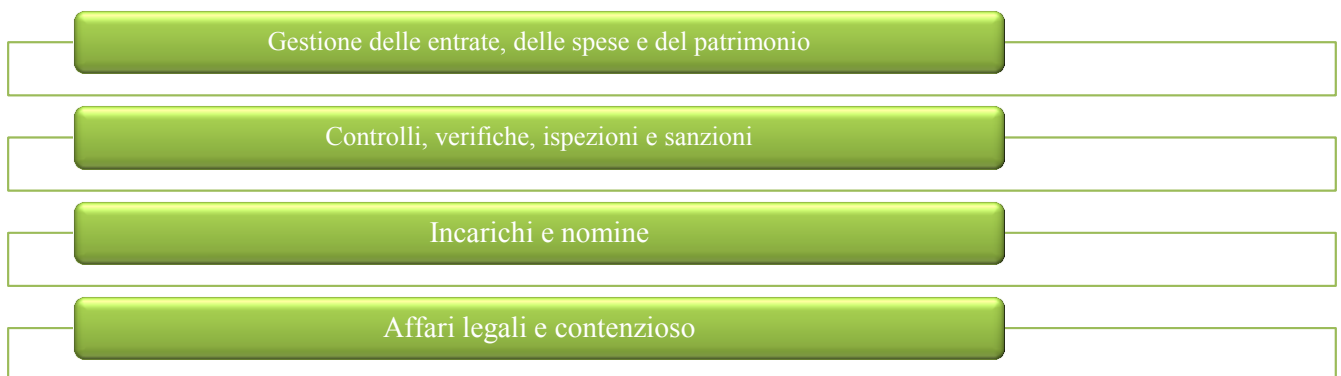 Gestione delle entrate, delle spese e del patrimonio
Controlli, verifiche, ispezioni e sanzioni
Incarichi e nomine
Affari legali e contenzioso